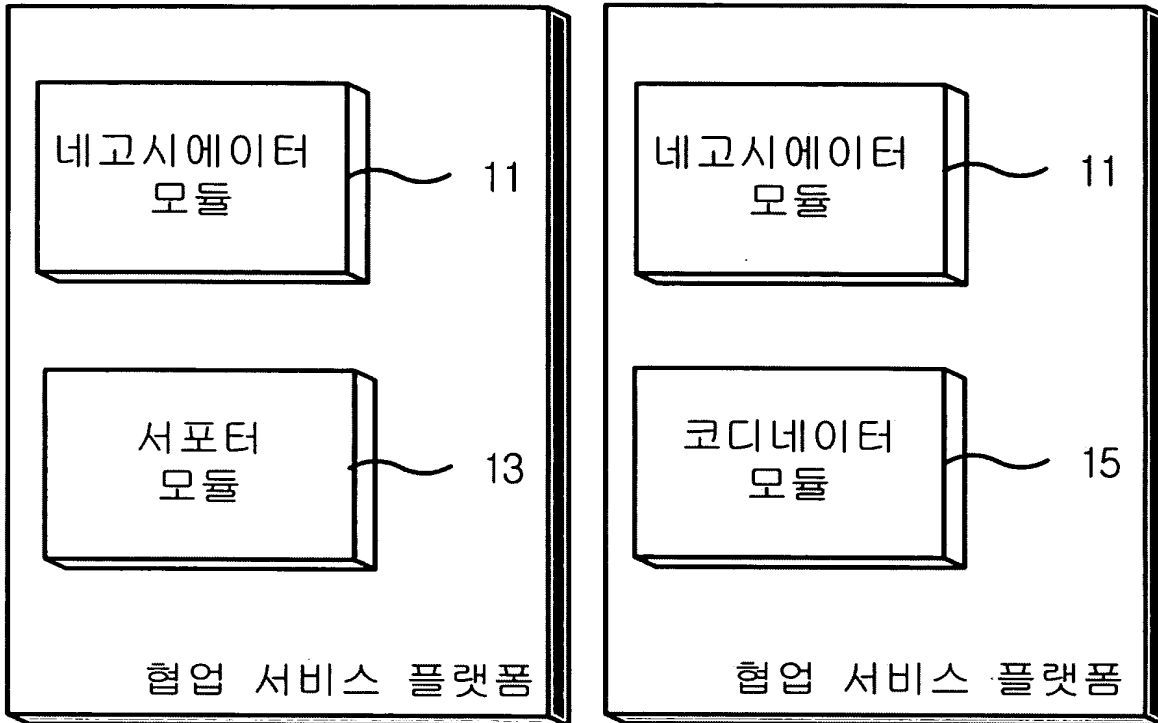 네고시에이터
모듈
11
서포터
모듈
13
협업 서비스 플랫폼
네고시에이터
모듈
11
코디네이터
모듈
15
협업 서비스 플랫폼